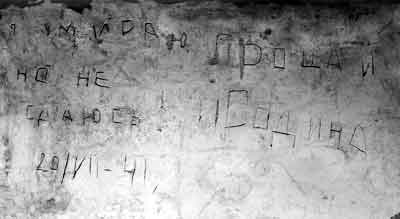 Я УМИРАЮ
НО НЕ
СДАЮСЬ !
ПРОЩАЙ
РОДИНА
20/VII-41.